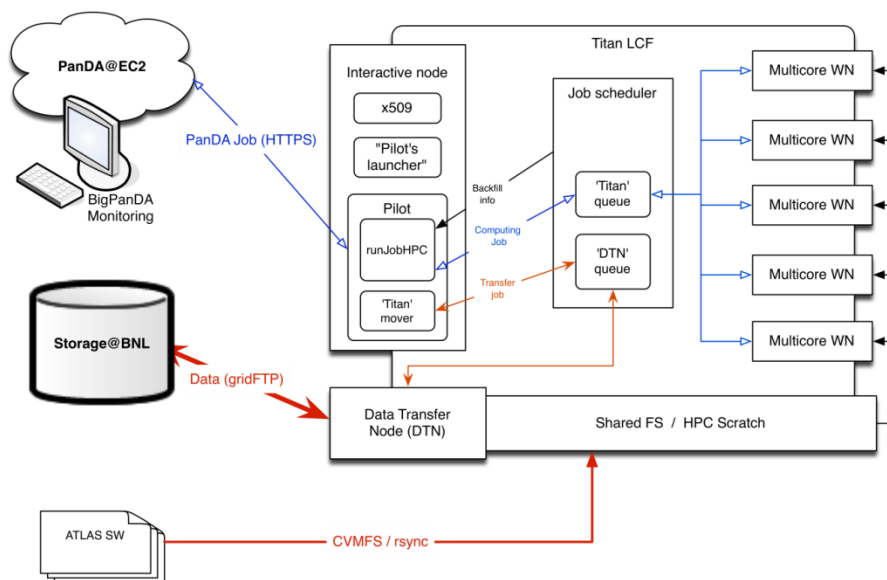 PanDA@EC2
BigPanDA
Monitoring
PanDA Job (HTTPS)
Storage@BNL
Data (gridFTP)
ATLAS SW
CVMFS / rsync
Titan LCF
Interactive node
x509
"Pilot's
launcher"
Pilot
runJobHPC
'Titan'
mover
Backfill
info
Computing
Job
Transfer
job
Job scheduler
'Titan'
queue
'DTN'
queue
Multicore WN
Multicore WN
Multicore WN
Multicore WN
Multicore WN
Data Transfer
Node (DTN)
Shared FS / HPC Scratch